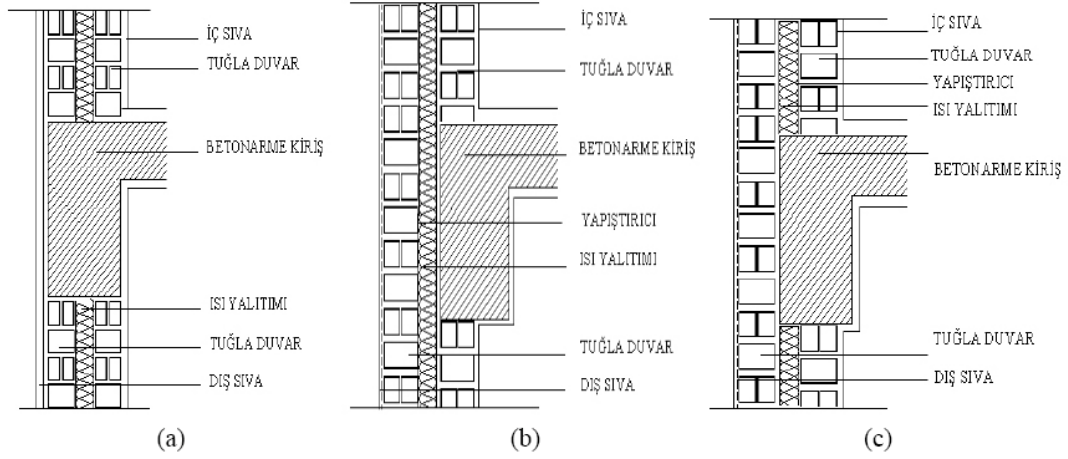 İÇ SIVA
TUĞLA DUVAR
BETONARME KİRİŞ
ISI YALITIMI
TUĞLA DUVAR
DIŞ SIVA
(a)
İÇ SIVA
TUĞLA DUVAR
BETONARME KİRİŞ
YAPIŞTIRICI
ISI YALITIMI
TUĞLA DUVAR
DIŞ SIVA
(b)
İÇ SIVA
TUĞLA DUVAR
YAPIŞTIRICI
ISI YALITIMI
BETONARME KİRİŞ
TUĞLA DUVAR
DIŞ SIVA
(c)